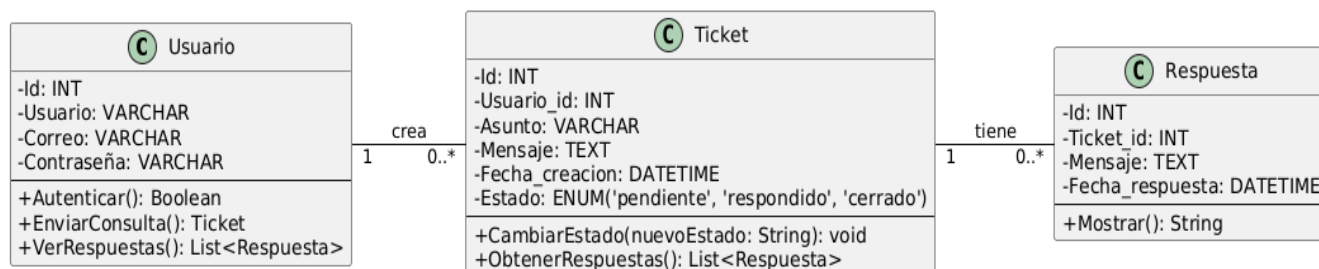 C Usuario
-Id: INT
-Usuario: VARCHAR
-Correo: VARCHAR
-Contraseña: VARCHAR
+Autenticar(): Boolean
+EnviarConsulta(): Ticket
+VerRespuestas(): List<Respuesta>
crea
1 0..*
C Ticket
-Id: INT
-Usuario_id: INT
-Asunto: VARCHAR
-Mensaje: TEXT
-Fecha_creacion: DATETIME
-Estado: ENUM('pendiente', 'respondido', 'cerrado')
+CambiarEstado(nuevoEstado: String): void
+ObtenerRespuestas(): List<Respuesta>
tiene
1 0..*
C Respuesta
-Id: INT
-Ticket_id: INT
-Mensaje: TEXT
-Fecha_respuesta: DATETIME
+Mostrar(): String